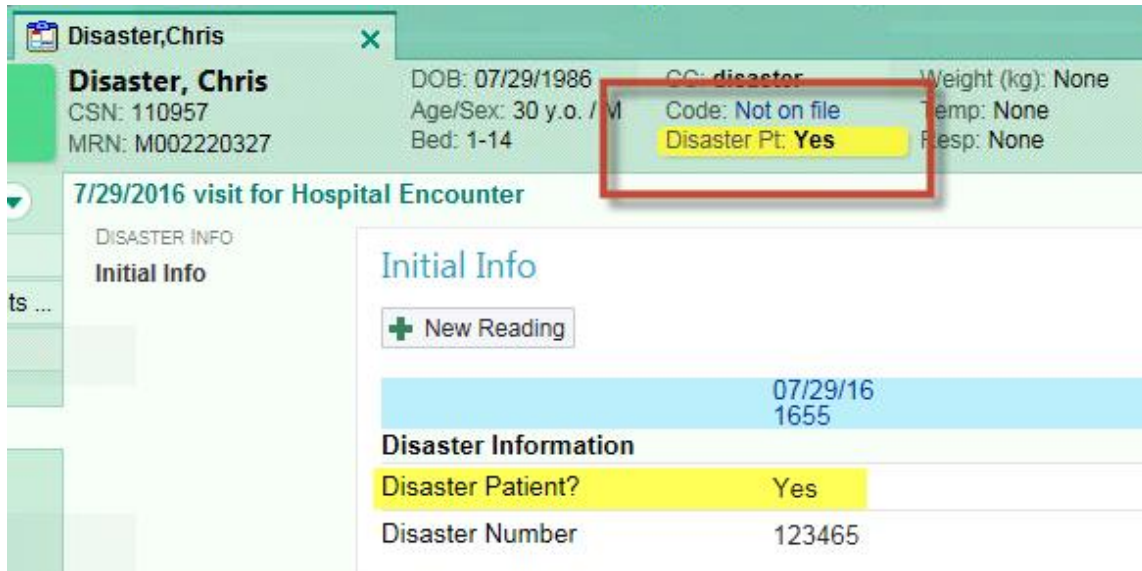 Disaster,Chris
Disaster, Chris
DOB: 07/29/1986
CC: disaster
Weight (kg): None
CSN: 110957
Age/Sex: 30 y.o. / M
Code: Not on file
Temp: None
MRN: M002220327
Bed: 1-14
Disaster Pt: Yes
Resp: None
7/29/2016 visit for Hospital Encounter
DISASTER INFO
Initial Info
ts ...
Initial Info
New Reading
07/29/16
1655
Disaster Information
Disaster Patient? Yes
Disaster Number 123465